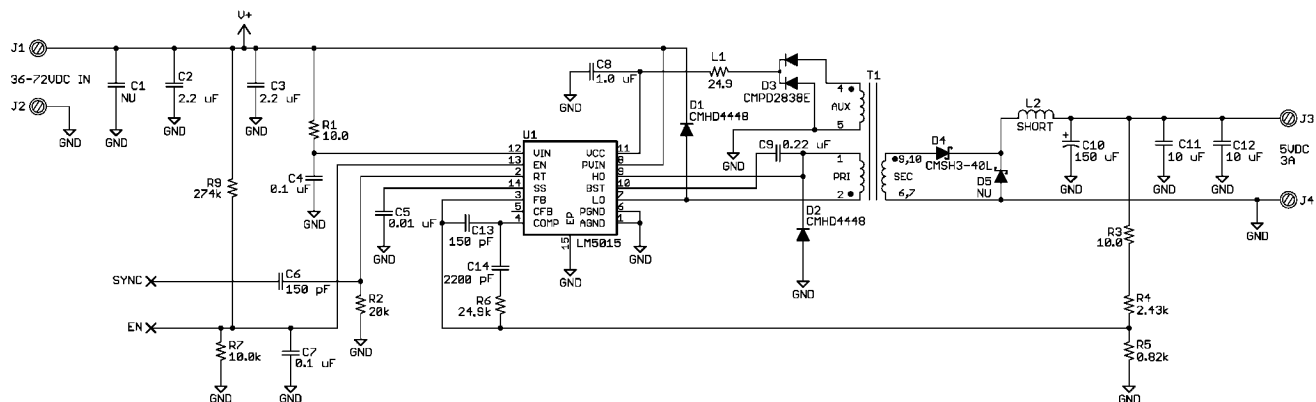 V+
J1
36-72VDC IN
J2
GND
C1
NU
GND
C2
2.2 uF
GND
C3
2.2 uF
GND
R1
10.0
C4
0.1 uF
GND
R9
274k
C8
1.0 uF
GND
L1
24.9
D3
CMPD2838E
D1
CMHD4448
T1
4
AUX
5
GND
C9 0.22 uF
1
PRI
2
9,10
SEC
6,7
U1
12 VIN
13 EN
2 RT
14 SS
3 FB
5 CFB
4 COMP
EP
15
VCC 11
PVIN 8
HO 9
BST 10
LO 7
PGND 6
AGND 1
LM5015
GND
GND
C5
0.01 uF
GND
C13
150 pF
C14
2200 pF
R6
24.9k
D2
CMHD4448
GND
D4
CMSH3-40L
D5
NU
L2
SHORT
C10
150 uF
C11
10 uF
GND
C12
10 uF
GND
J3
5VDC
3A
J4
GND
R3
10.0
R4
2.43k
R5
0.82k
GND
SYNC
C6
150 pF
R2
20k
GND
EN
R7
10.0k
GND
C7
0.1 uF
GND